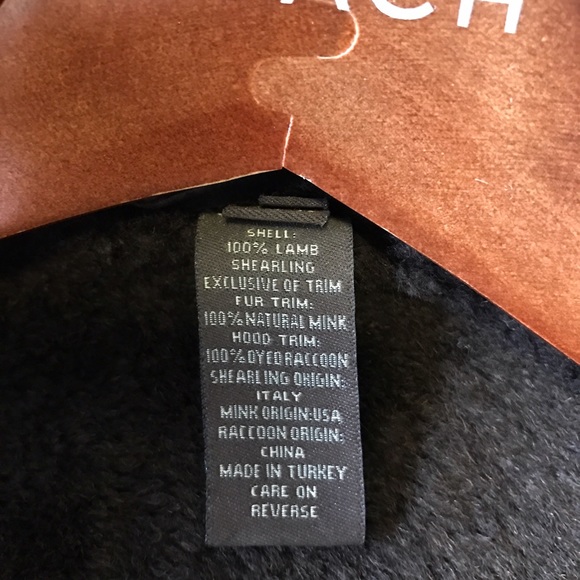 ACH
SHELL:
100% LAMB
SHEARLING
EXCLUSIVE OF TRIM
FUR TRIM:
100% NATURAL MINK
HOOD TRIM:
100% DYED RACCOON
SHEARLING ORIGIN:
ITALY
MINK ORIGIN:USA
RACCOON ORIGIN:
CHINA
MADE IN TURKEY
CARE ON
REVERSE